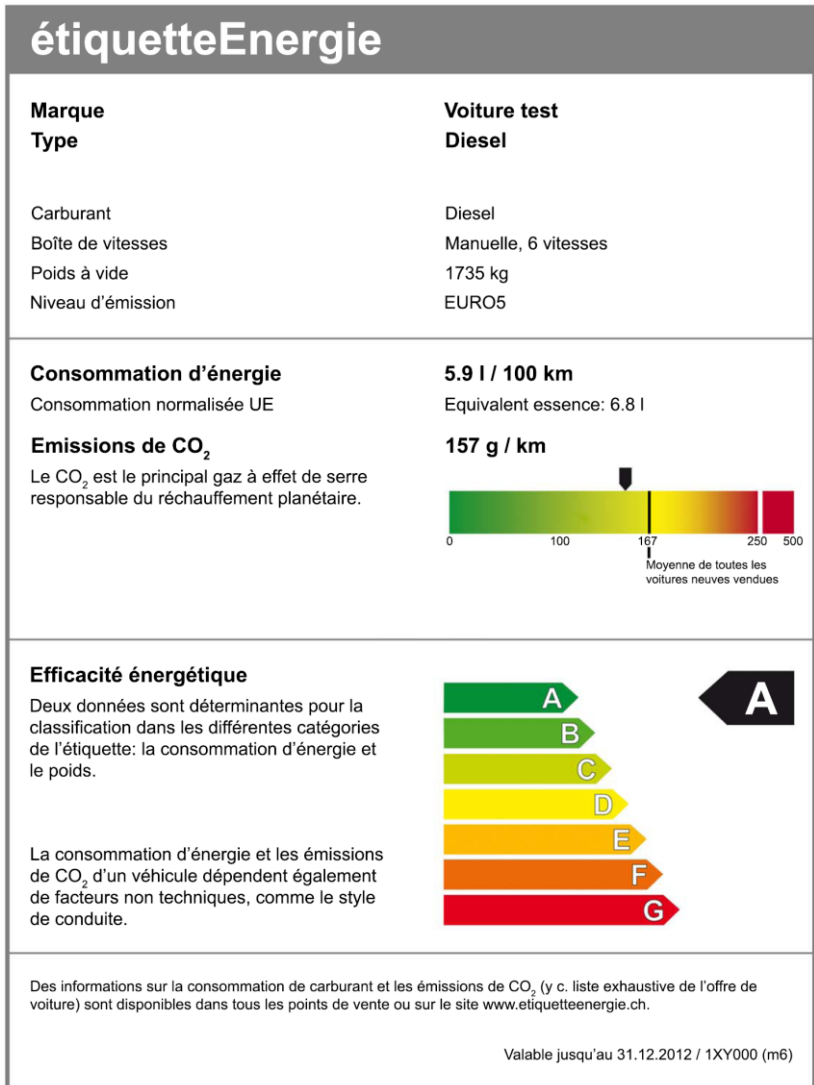 étiquetteEnergie
Marque Voiture test
Type Diesel
Carburant Diesel
Boîte de vitesses Manuelle, 6 vitesses
Poids à vide 1735 kg
Niveau d’émission EURO5
Consommation d’énergie 5.9 l / 100 km
Consommation normalisée UE Equivalent essence: 6.8 l
Emissions de CO₂ 157 g / km
Le CO₂ est le principal gaz à effet de serre
responsable du réchauffement planétaire.
0 100 167 250 500
Moyenne de toutes les
voitures neuves vendues
Efficacité énergétique
Deux données sont déterminantes pour la
classification dans les différentes catégories
de l’étiquette: la consommation d’énergie et
le poids.
A A
B
C
D
E
F
G
La consommation d’énergie et les émissions
de CO₂ d’un véhicule dépendent également
de facteurs non techniques, comme le style
de conduite.
Des informations sur la consommation de carburant et les émissions de CO₂ (y c. liste exhaustive de l’offre de
voiture) sont disponibles dans tous les points de vente ou sur le site www.etiquetteenergie.ch.
Valable jusqu’au 31.12.2012 / 1XY000 (m6)